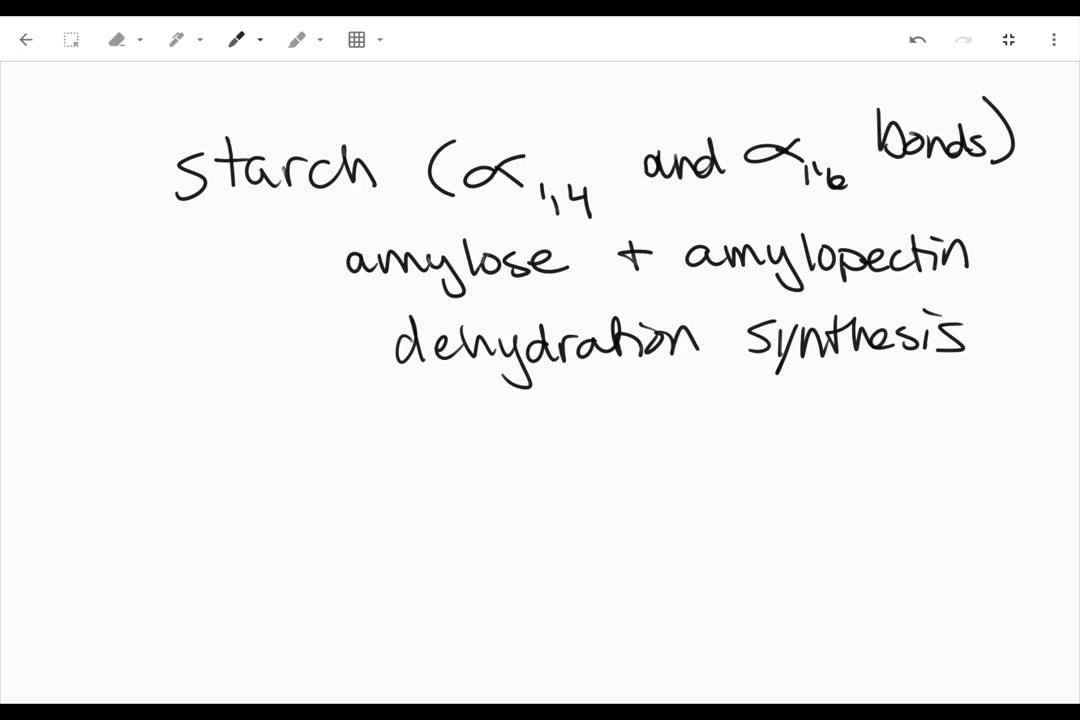 starch (α1,4 and α1,6 bonds)
amylose + amylopectin
dehydration synthesis